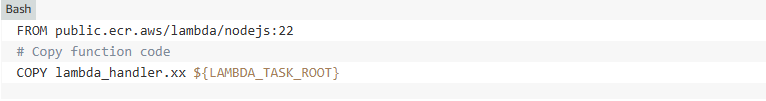 Bash
FROM public.ecr.aws/lambda/nodejs:22
# Copy function code
COPY lambda_handler.xx ${LAMBDA_TASK_ROOT}